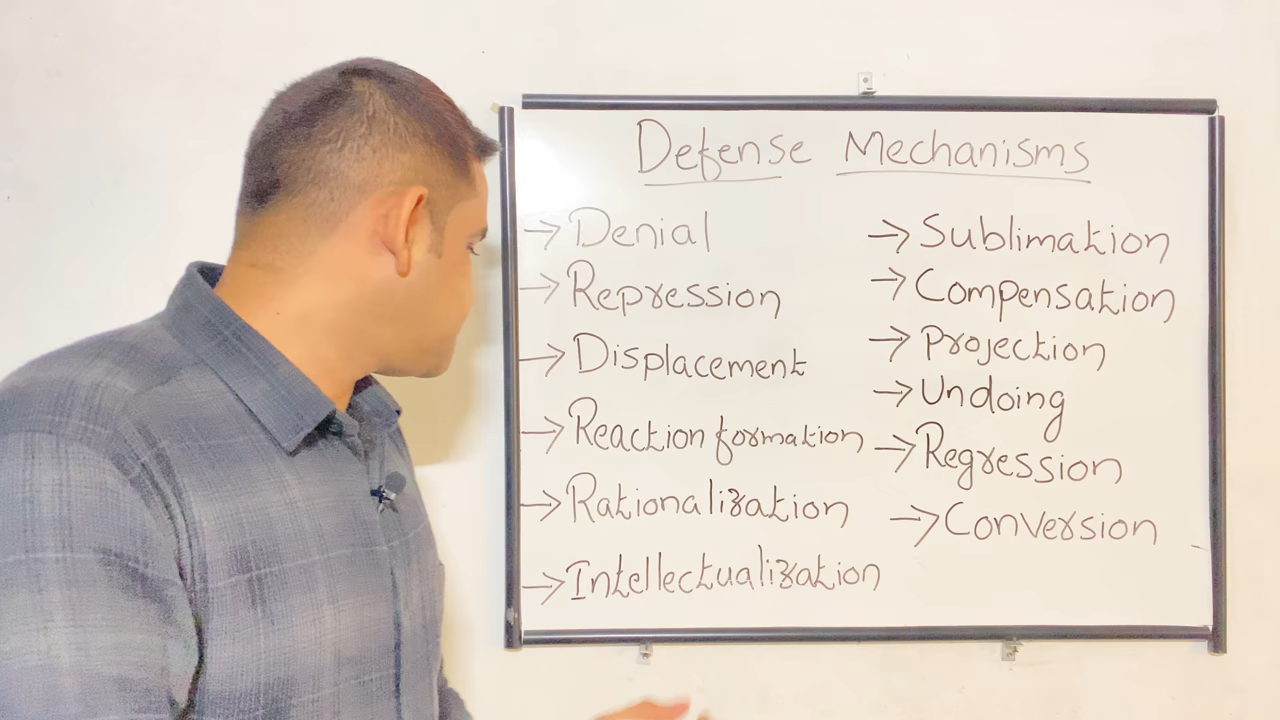 Defense Mechanisms
→ Denial
→ Repression
→ Displacement
→ Reaction formation
→ Rationalization
→ Intellectualization
→ Sublimation
→ Compensation
→ Projection
→ Undoing
→ Regression
→ Conversion